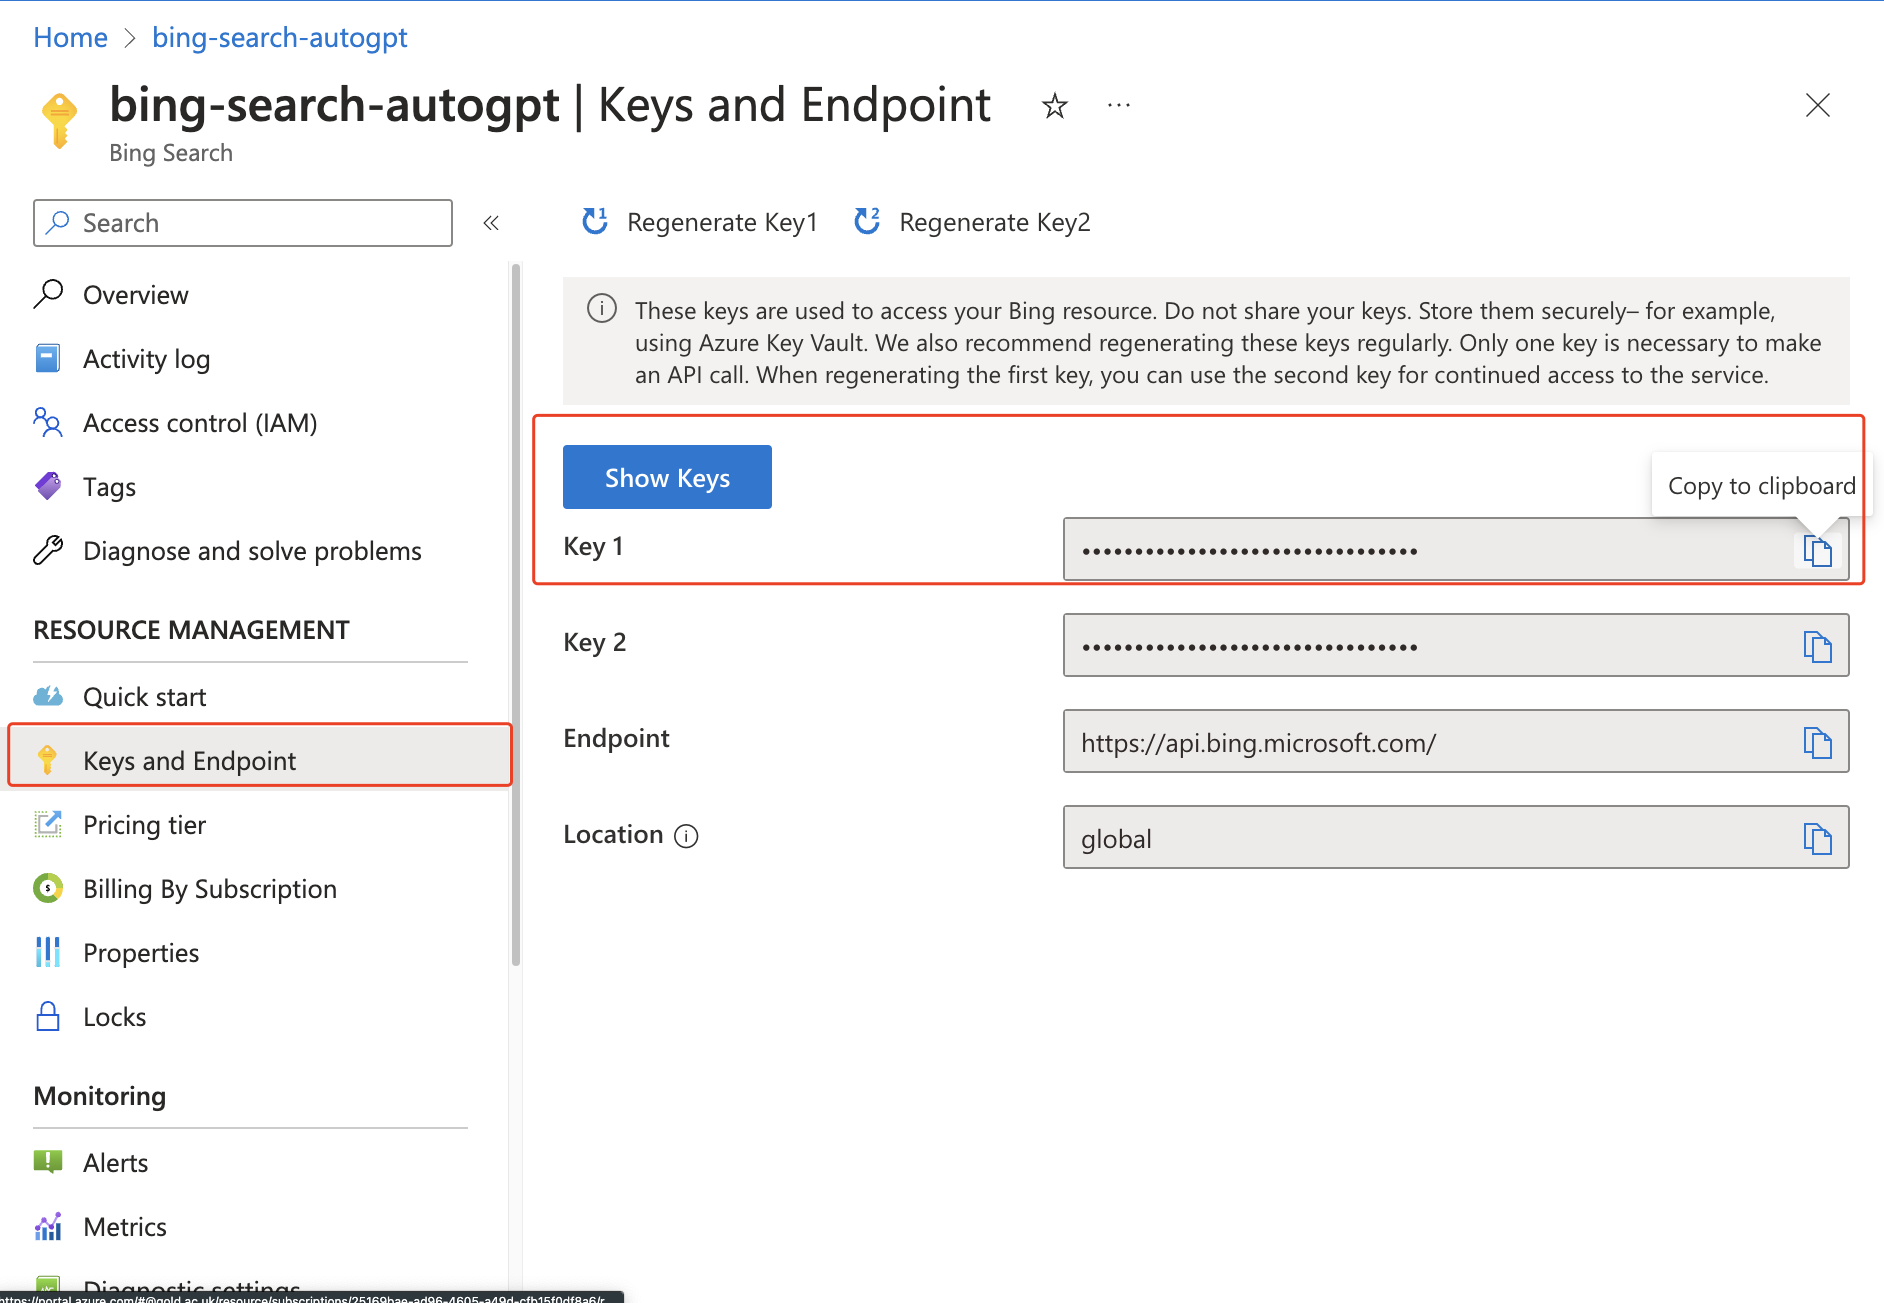 Home > bing-search-autogpt
bing-search-autogpt | Keys and Endpoint ☆ ···
Bing Search
Search «
Regenerate Key1 Regenerate Key2
Overview
Activity log
Access control (IAM)
Tags
Diagnose and solve problems
RESOURCE MANAGEMENT
Quick start
Keys and Endpoint
Pricing tier
Billing By Subscription
Properties
Locks
Monitoring
Alerts
Metrics
Diagnostic settings
These keys are used to access your Bing resource. Do not share your keys. Store them securely– for example,
using Azure Key Vault. We also recommend regenerating these keys regularly. Only one key is necessary to make
an API call. When regenerating the first key, you can use the second key for continued access to the service.
Show Keys
Copy to clipboard
Key 1 ••••••••••••••••••••••••••••••••
Key 2 ••••••••••••••••••••••••••••••••
Endpoint https://api.bing.microsoft.com/
Location global
https://portal.azure.com/#@gold.ac.uk/resource/subscriptions/25169bae-ad96-4605-a49d-cfb15f0df8a6/r